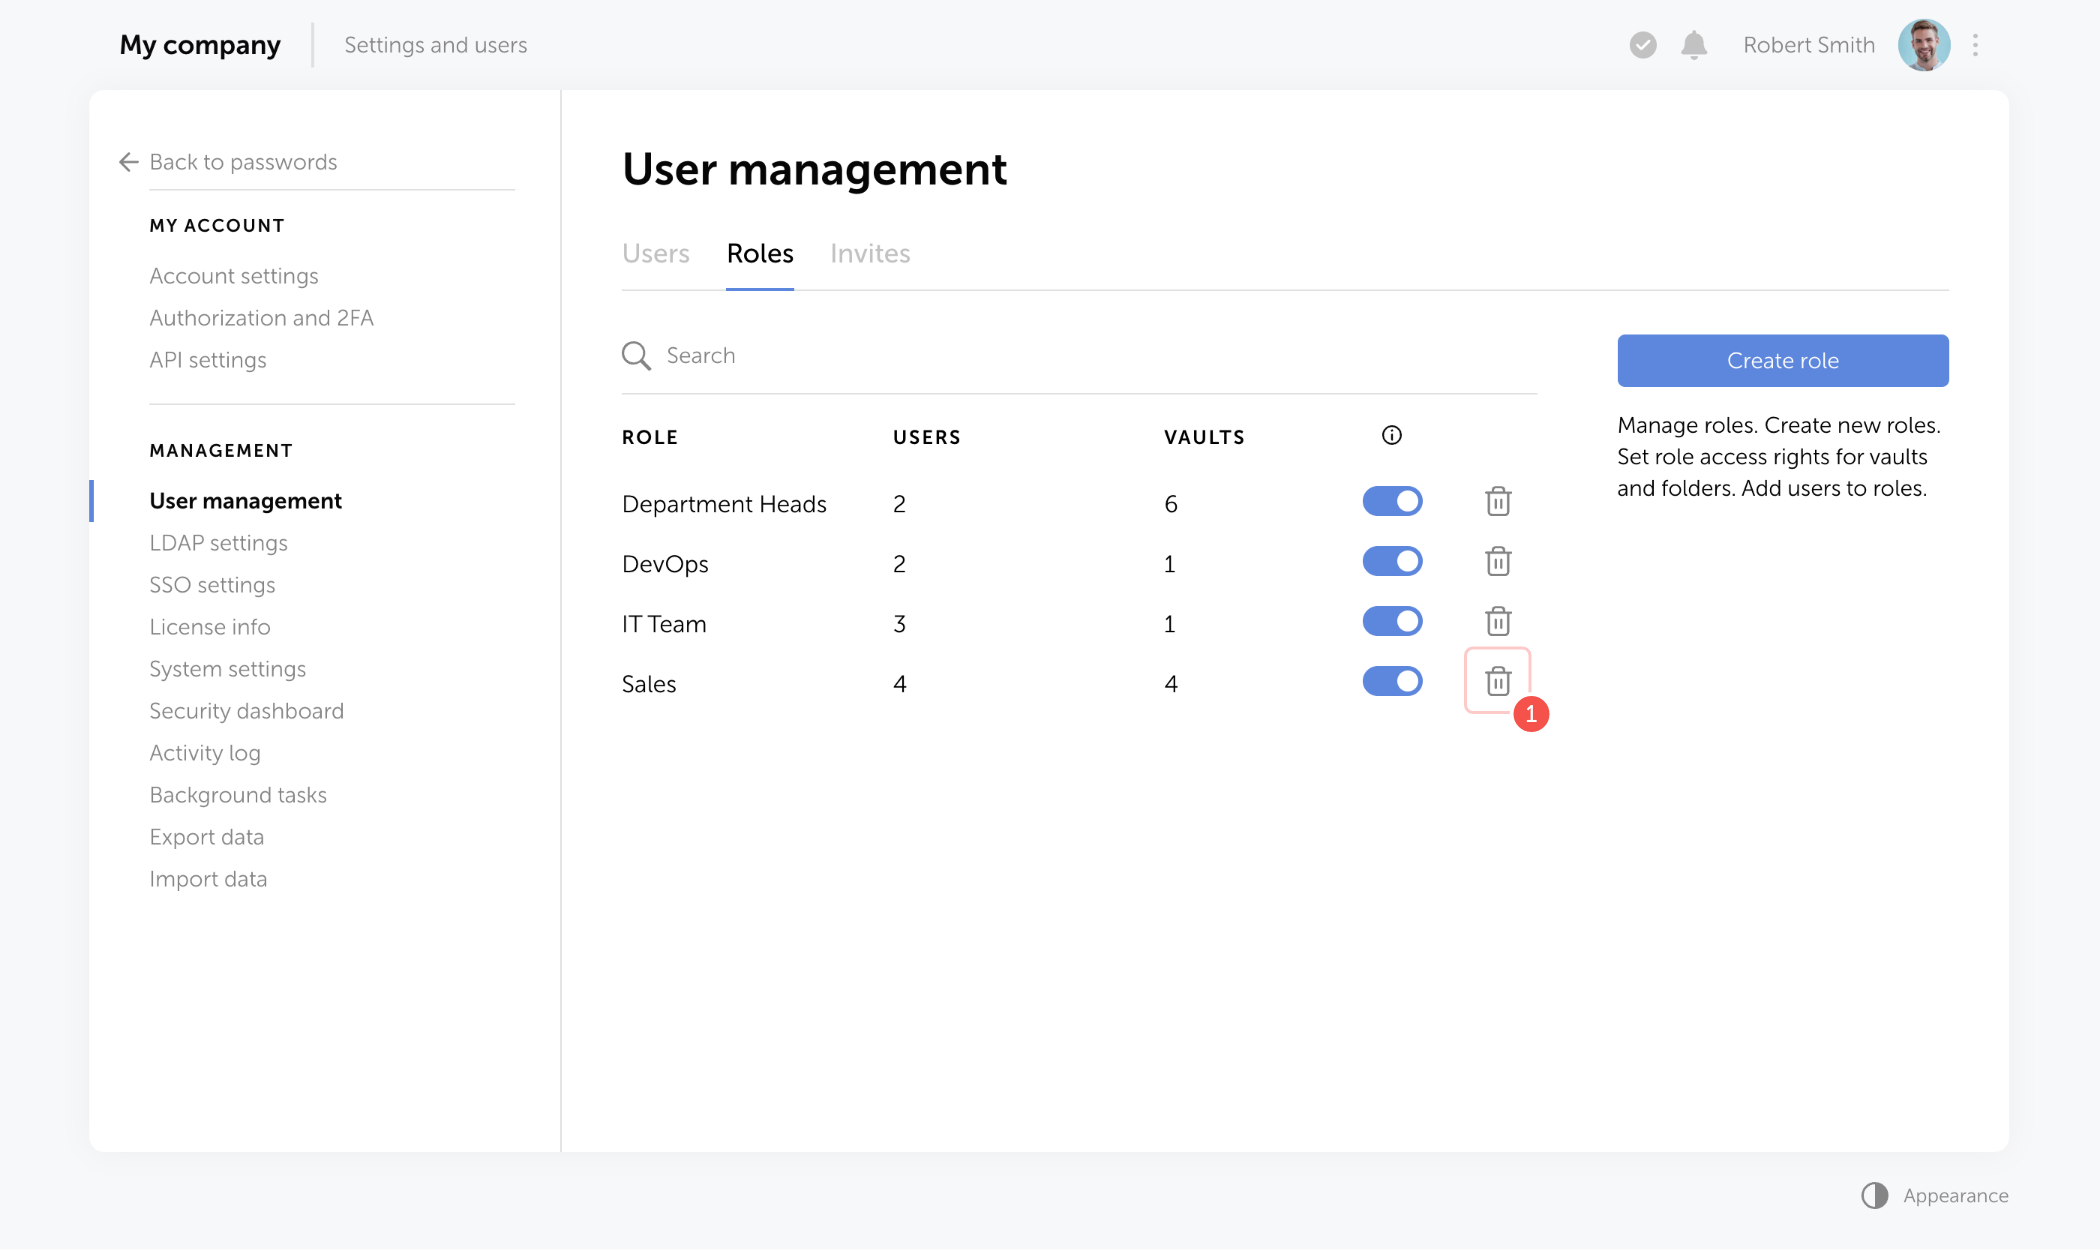 My company
Settings and users
Robert Smith
Back to passwords
MY ACCOUNT
Account settings
Authorization and 2FA
API settings
MANAGEMENT
User management
LDAP settings
SSO settings
License info
System settings
Security dashboard
Activity log
Background tasks
Export data
Import data
User management
Users Roles Invites
Search
ROLE USERS VAULTS
Department Heads 2 6
DevOps 2 1
IT Team 3 1
Sales 4 4
1
Create role
Manage roles. Create new roles.
Set role access rights for vaults
and folders. Add users to roles.
Appearance